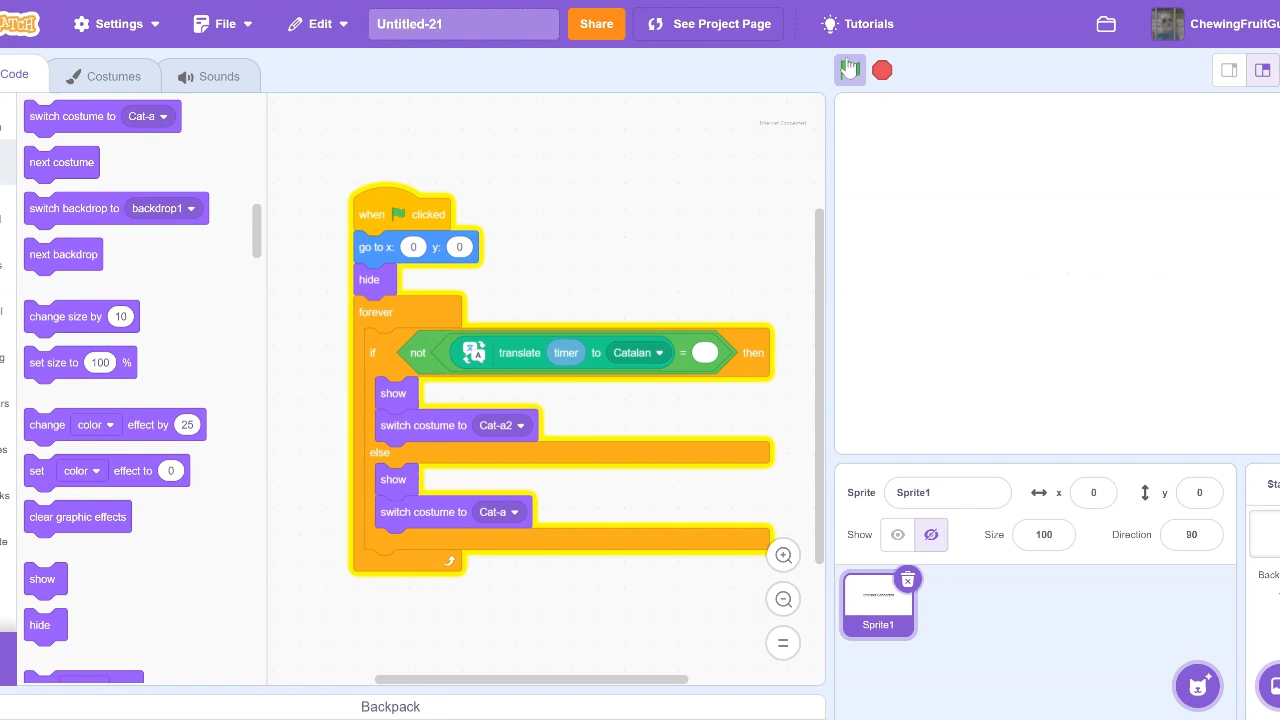 Settings File Edit Untitled-21 Share See Project Page Tutorials ChewingFruitGu
Code Costumes Sounds
switch costume to Cat-a
next costume
switch backdrop to backdrop1
next backdrop
change size by 10
set size to 100 %
change color effect by 25
set color effect to 0
clear graphic effects
show
hide
Internet Connected
when clicked
go to x: 0 y: 0
hide
forever
if not translate timer to Catalan = then
show
switch costume to Cat-a2
else
show
switch costume to Cat-a
Backpack
Sprite Sprite1 x 0 y 0
Show Size 100 Direction 90
Sprite1